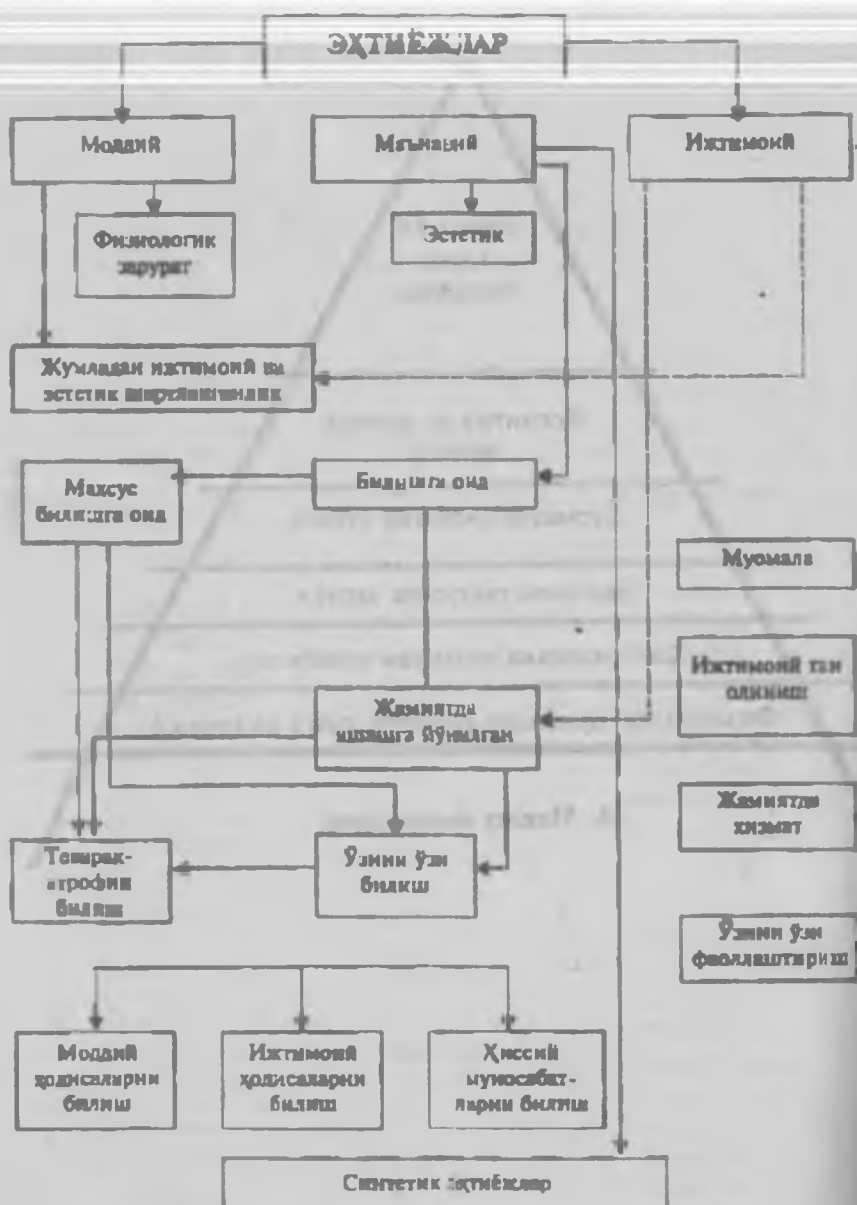 ЭҲТИЁЖЛАР
Моддий
Маънавий
Ижтимоий
Физиологик
зарурат
Эстетик
Жумладан ижтимоий ва
эстетик шартланганлик
Махсус
билишга оид
Билишга оид
Муомала
Ижтимоий тан
олиниш
Жамиятда
яшашга йўналган
Жамиятда
хизмат
Теварак-
атрофни
билиш
Ўзини ўзи
билиш
Ўзини ўзи
фаоллаштириш
Моддий
ҳодисаларни
билиш
Ижтимоий
ҳодисаларни
билиш
Ҳиссий
муносабат-
ларни билиш
Синтетик эҳтиёжлар